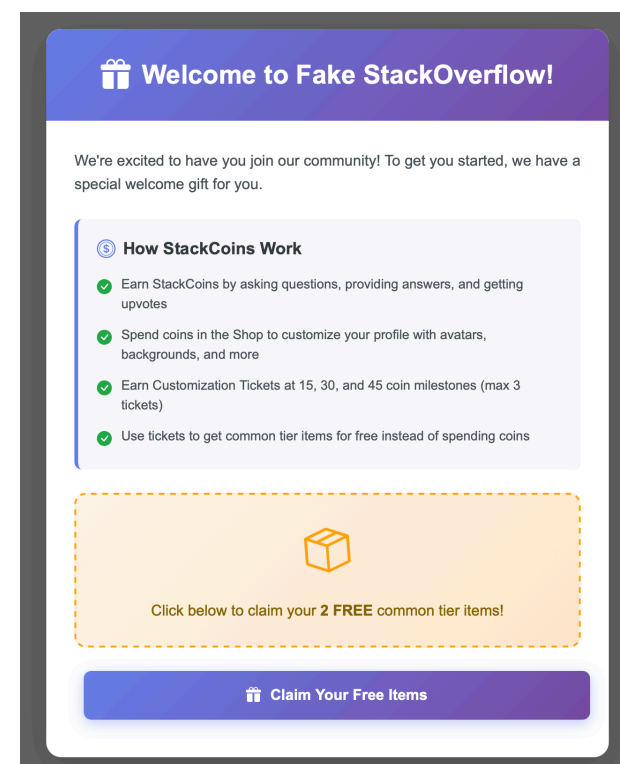 Welcome to Fake StackOverflow!
We're excited to have you join our community! To get you started, we have a
special welcome gift for you.
$ How StackCoins Work
Earn StackCoins by asking questions, providing answers, and getting
upvotes
Spend coins in the Shop to customize your profile with avatars,
backgrounds, and more
Earn Customization Tickets at 15, 30, and 45 coin milestones (max 3
tickets)
Use tickets to get common tier items for free instead of spending coins
Click below to claim your 2 FREE common tier items!
Claim Your Free Items